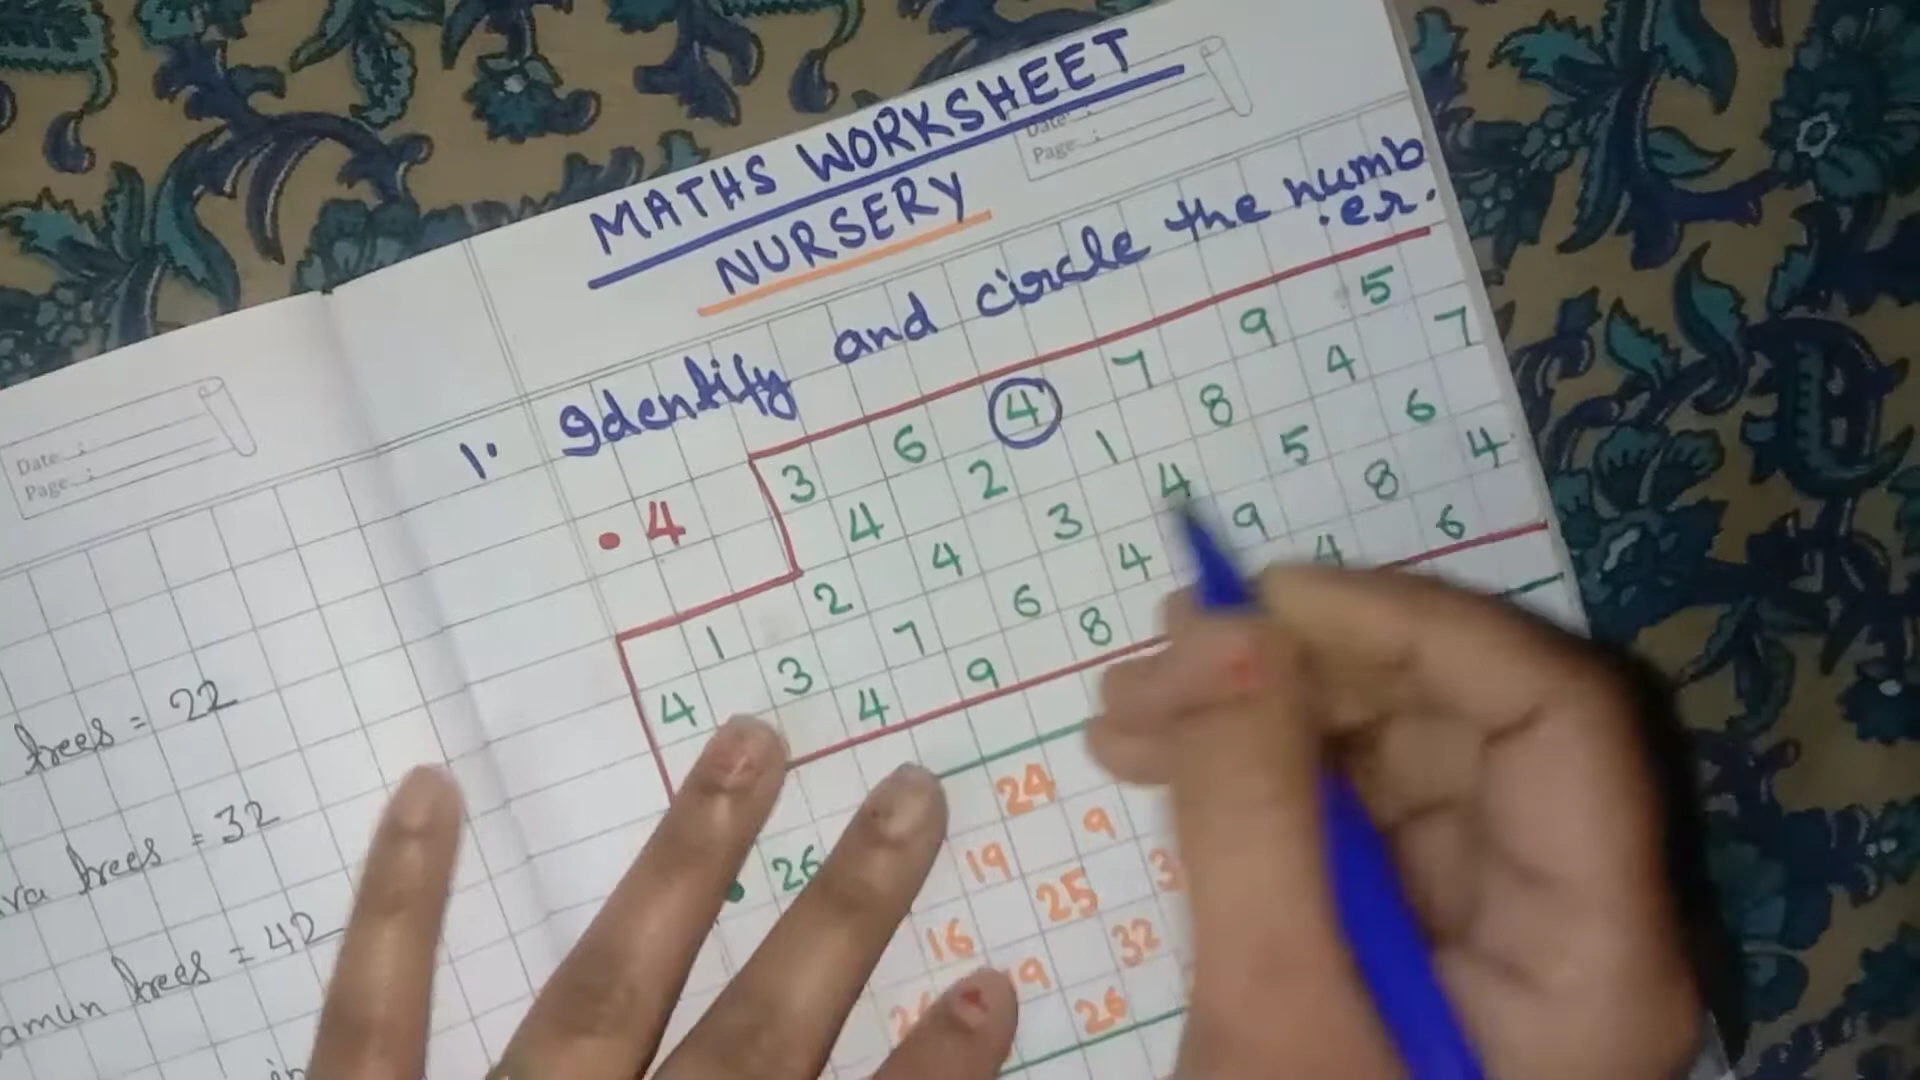 Date :
Page :
MATHS WORKSHEET
NURSERY
Date :
Page :
1. Identify and circle the numb
er.
• 4
3 6 4 7 9 5
4 2 1 8 4 7
1 2 4 3 4 5 6
4 3 7 6 4 9 8 4
4 9 8 4 6
• 26
24
19 9
16 25 3
32
26
trees = 22
trees = 32
trees = 42